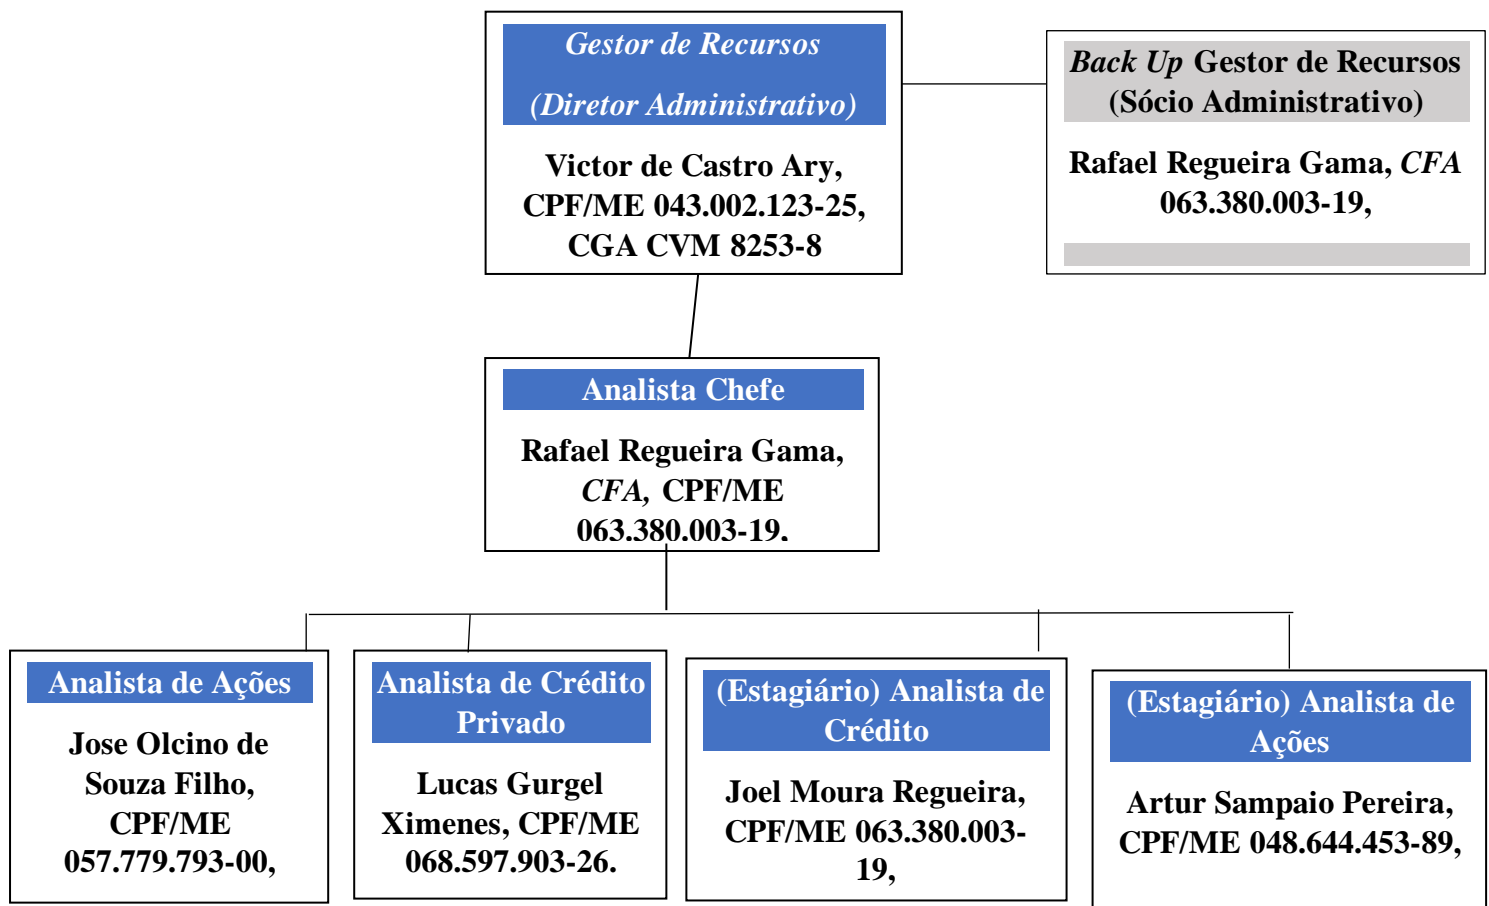 Gestor de Recursos
(Diretor Administrativo)
Victor de Castro Ary,
CPF/ME 043.002.123-25,
CGA CVM 8253-8
Back Up Gestor de Recursos
(Sócio Administrativo)
Rafael Regueira Gama, CFA
063.380.003-19,
Analista Chefe
Rafael Regueira Gama,
CFA, CPF/ME
063.380.003-19.
Analista de Ações
Jose Olcino de
Souza Filho,
CPF/ME
057.779.793-00,
Analista de Crédito
Privado
Lucas Gurgel
Ximenes, CPF/ME
068.597.903-26.
(Estagiário) Analista de
Crédito
Joel Moura Regueira,
CPF/ME 063.380.003-
19,
(Estagiário) Analista de
Ações
Artur Sampaio Pereira,
CPF/ME 048.644.453-89,